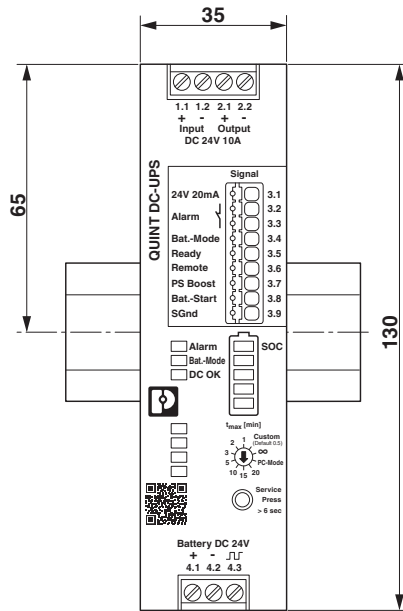 35
65
130
1.1 1.2 2.1 2.2
+ - + -
Input Output
DC 24V 10A
QUINT DC-UPS
Signal
24V 20mA 3.1
3.2
Alarm 3.3
Bat.-Mode 3.4
Ready 3.5
Remote 3.6
PS Boost 3.7
Bat.-Start 3.8
SGnd 3.9
Alarm SOC
Bat.-Mode
DC OK
tmax [min]
Custom
(Default 0.5)
1
2
3
5
10
15
20
∞
PC-Mode
Service
Press
> 6 sec
Battery DC 24V
+ -
4.1 4.2 4.3